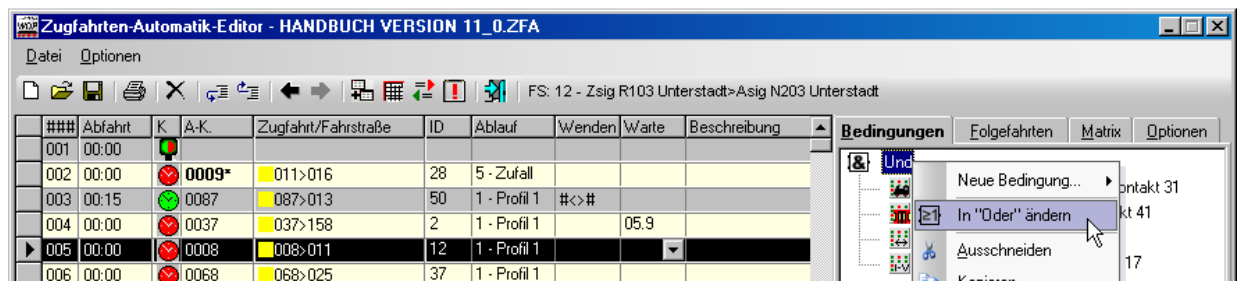 Zugfahrten-Automatik-Editor - HANDBUCH VERSION 11_0.ZFA
Datei Optionen
FS: 12 - Zsig R103 Unterstadt>Asig N203 Unterstadt
### Abfahrt K A-K. Zugfahrt/Fahrstraße ID Ablauf Wenden Warte Beschreibung
001 00:00
002 00:00 0009* 011>016 28 5 - Zufall
003 00:15 0087 087>013 50 1 - Profil 1 #<>#
004 00:00 0037 037>158 2 1 - Profil 1 05.9
005 00:00 0008 008>011 12 1 - Profil 1
006 00:00 0068 068>025 37 1 - Profil 1
Bedingungen Folgefahrten Matrix Optionen
& Und
Neue Bedingung...
ontakt 31
≥1 In "Oder" ändern
kt 41
Ausschneiden
17
Kopieren